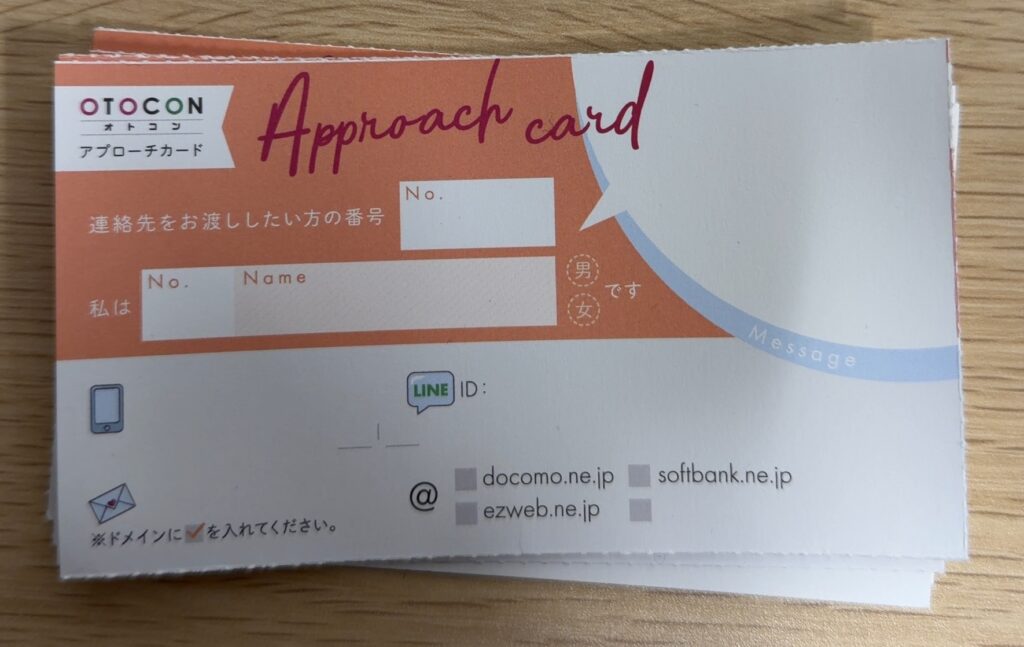 OTOCON
オトコン
アプローチカード
Approach card
連絡先をお渡ししたい方の番号
No.
私は
No.
Name
男
女
です
Message
LINE ID：
@
docomo.ne.jp
softbank.ne.jp
ezweb.ne.jp
※ドメインに✓を入れてください。